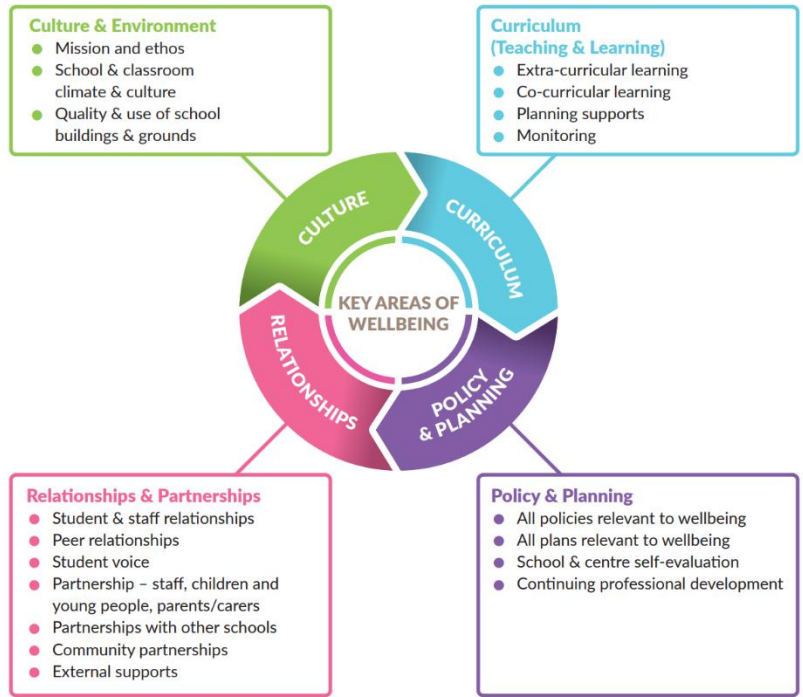 Culture & Environment
● Mission and ethos
● School & classroom
climate & culture
● Quality & use of school
buildings & grounds
Curriculum
(Teaching & Learning)
● Extra-curricular learning
● Co-curricular learning
● Planning supports
● Monitoring
CULTURE
CURRICULUM
KEY AREAS OF
WELLBEING
RELATIONSHIPS
POLICY
& PLANNING
Relationships & Partnerships
● Student & staff relationships
● Peer relationships
● Student voice
● Partnership – staff, children and
young people, parents/carers
● Partnerships with other schools
● Community partnerships
● External supports
Policy & Planning
● All policies relevant to wellbeing
● All plans relevant to wellbeing
● School & centre self-evaluation
● Continuing professional development